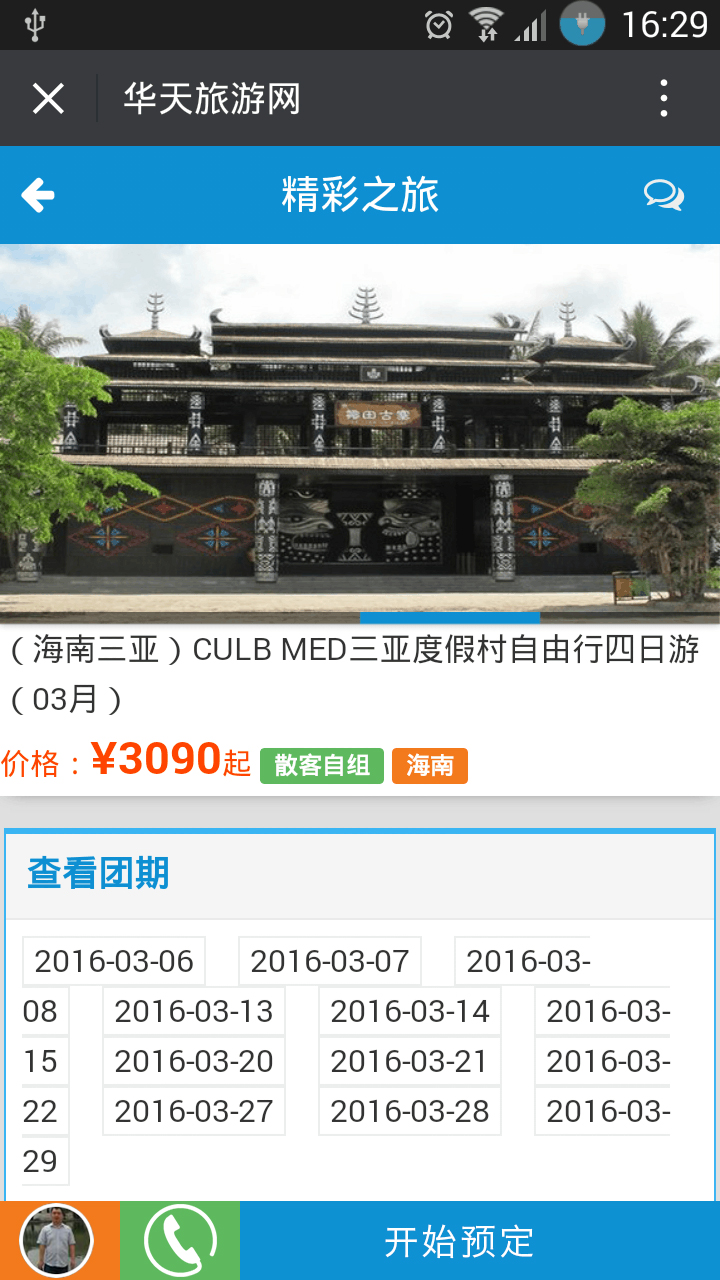 16:29
华天旅游网
精彩之旅
椰田古寨
（海南三亚）CULB MED三亚度假村自由行四日游
（03月）
价格：¥3090起 散客自组 海南
查看团期
2016-03-06 2016-03-07 2016-03-
08 2016-03-13 2016-03-14 2016-03-
15 2016-03-20 2016-03-21 2016-03-
22 2016-03-27 2016-03-28 2016-03-
29
开始预定